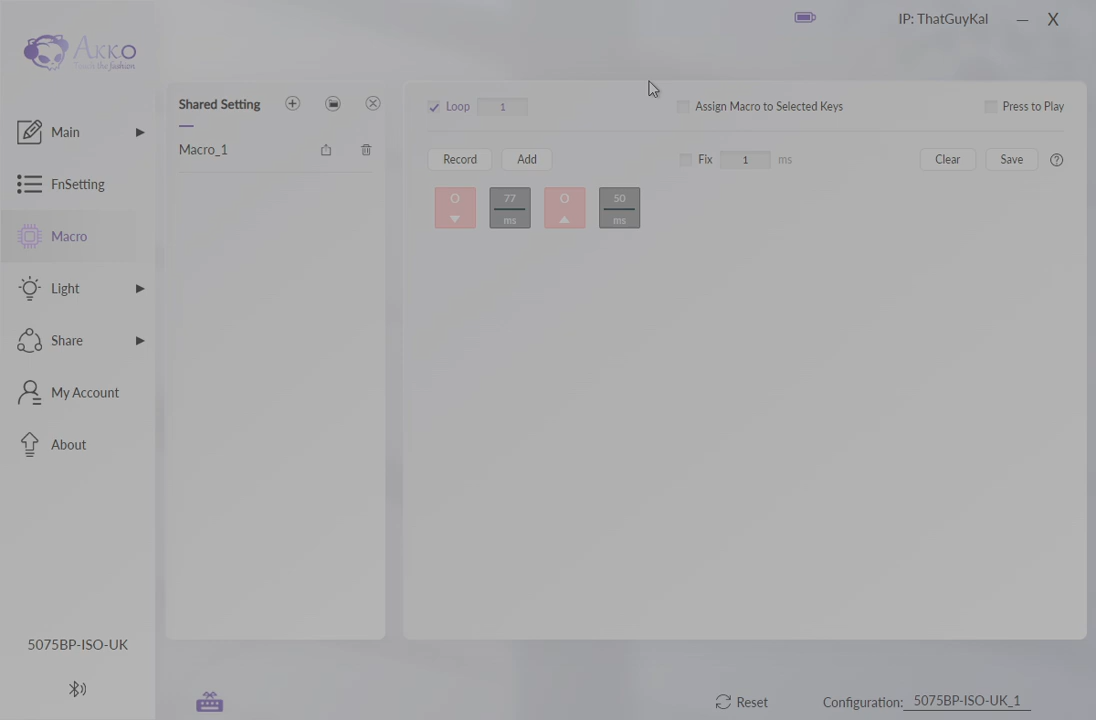 IP: ThatGuyKal
X
AKKO
Touch the fashion
Main
FnSetting
Macro
Light
Share
My Account
About
5075BP-ISO-UK
Shared Setting
Macro_1
Loop 1 Assign Macro to Selected Keys Press to Play
Record Add Fix 1 ms Clear Save ?
O 77 O 50
ms ms
Reset Configuration: 5075BP-ISO-UK_1